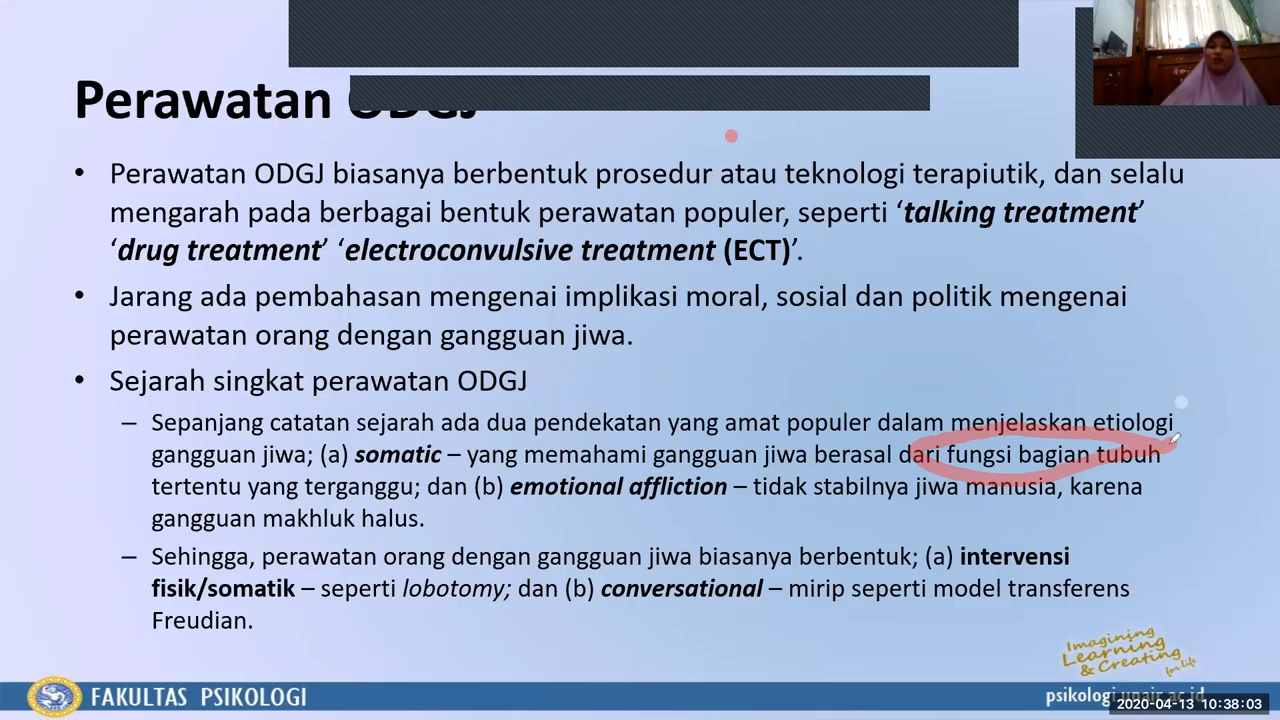 Perawatan ODGJ
• Perawatan ODGJ biasanya berbentuk prosedur atau teknologi terapiutik, dan selalu
mengarah pada berbagai bentuk perawatan populer, seperti ‘talking treatment’
‘drug treatment’ ‘electroconvulsive treatment (ECT)’.
• Jarang ada pembahasan mengenai implikasi moral, sosial dan politik mengenai
perawatan orang dengan gangguan jiwa.
• Sejarah singkat perawatan ODGJ
– Sepanjang catatan sejarah ada dua pendekatan yang amat populer dalam menjelaskan etiologi
gangguan jiwa; (a) somatic – yang memahami gangguan jiwa berasal dari fungsi bagian tubuh
tertentu yang terganggu; dan (b) emotional affliction – tidak stabilnya jiwa manusia, karena
gangguan makhluk halus.
– Sehingga, perawatan orang dengan gangguan jiwa biasanya berbentuk; (a) intervensi
fisik/somatik – seperti lobotomy; dan (b) conversational – mirip seperti model transferens
Freudian.
Imagining
Learning
& Creating
for life
FAKULTAS PSIKOLOGI
psikologi.unair.ac.id
2020-04-13 10:38:03